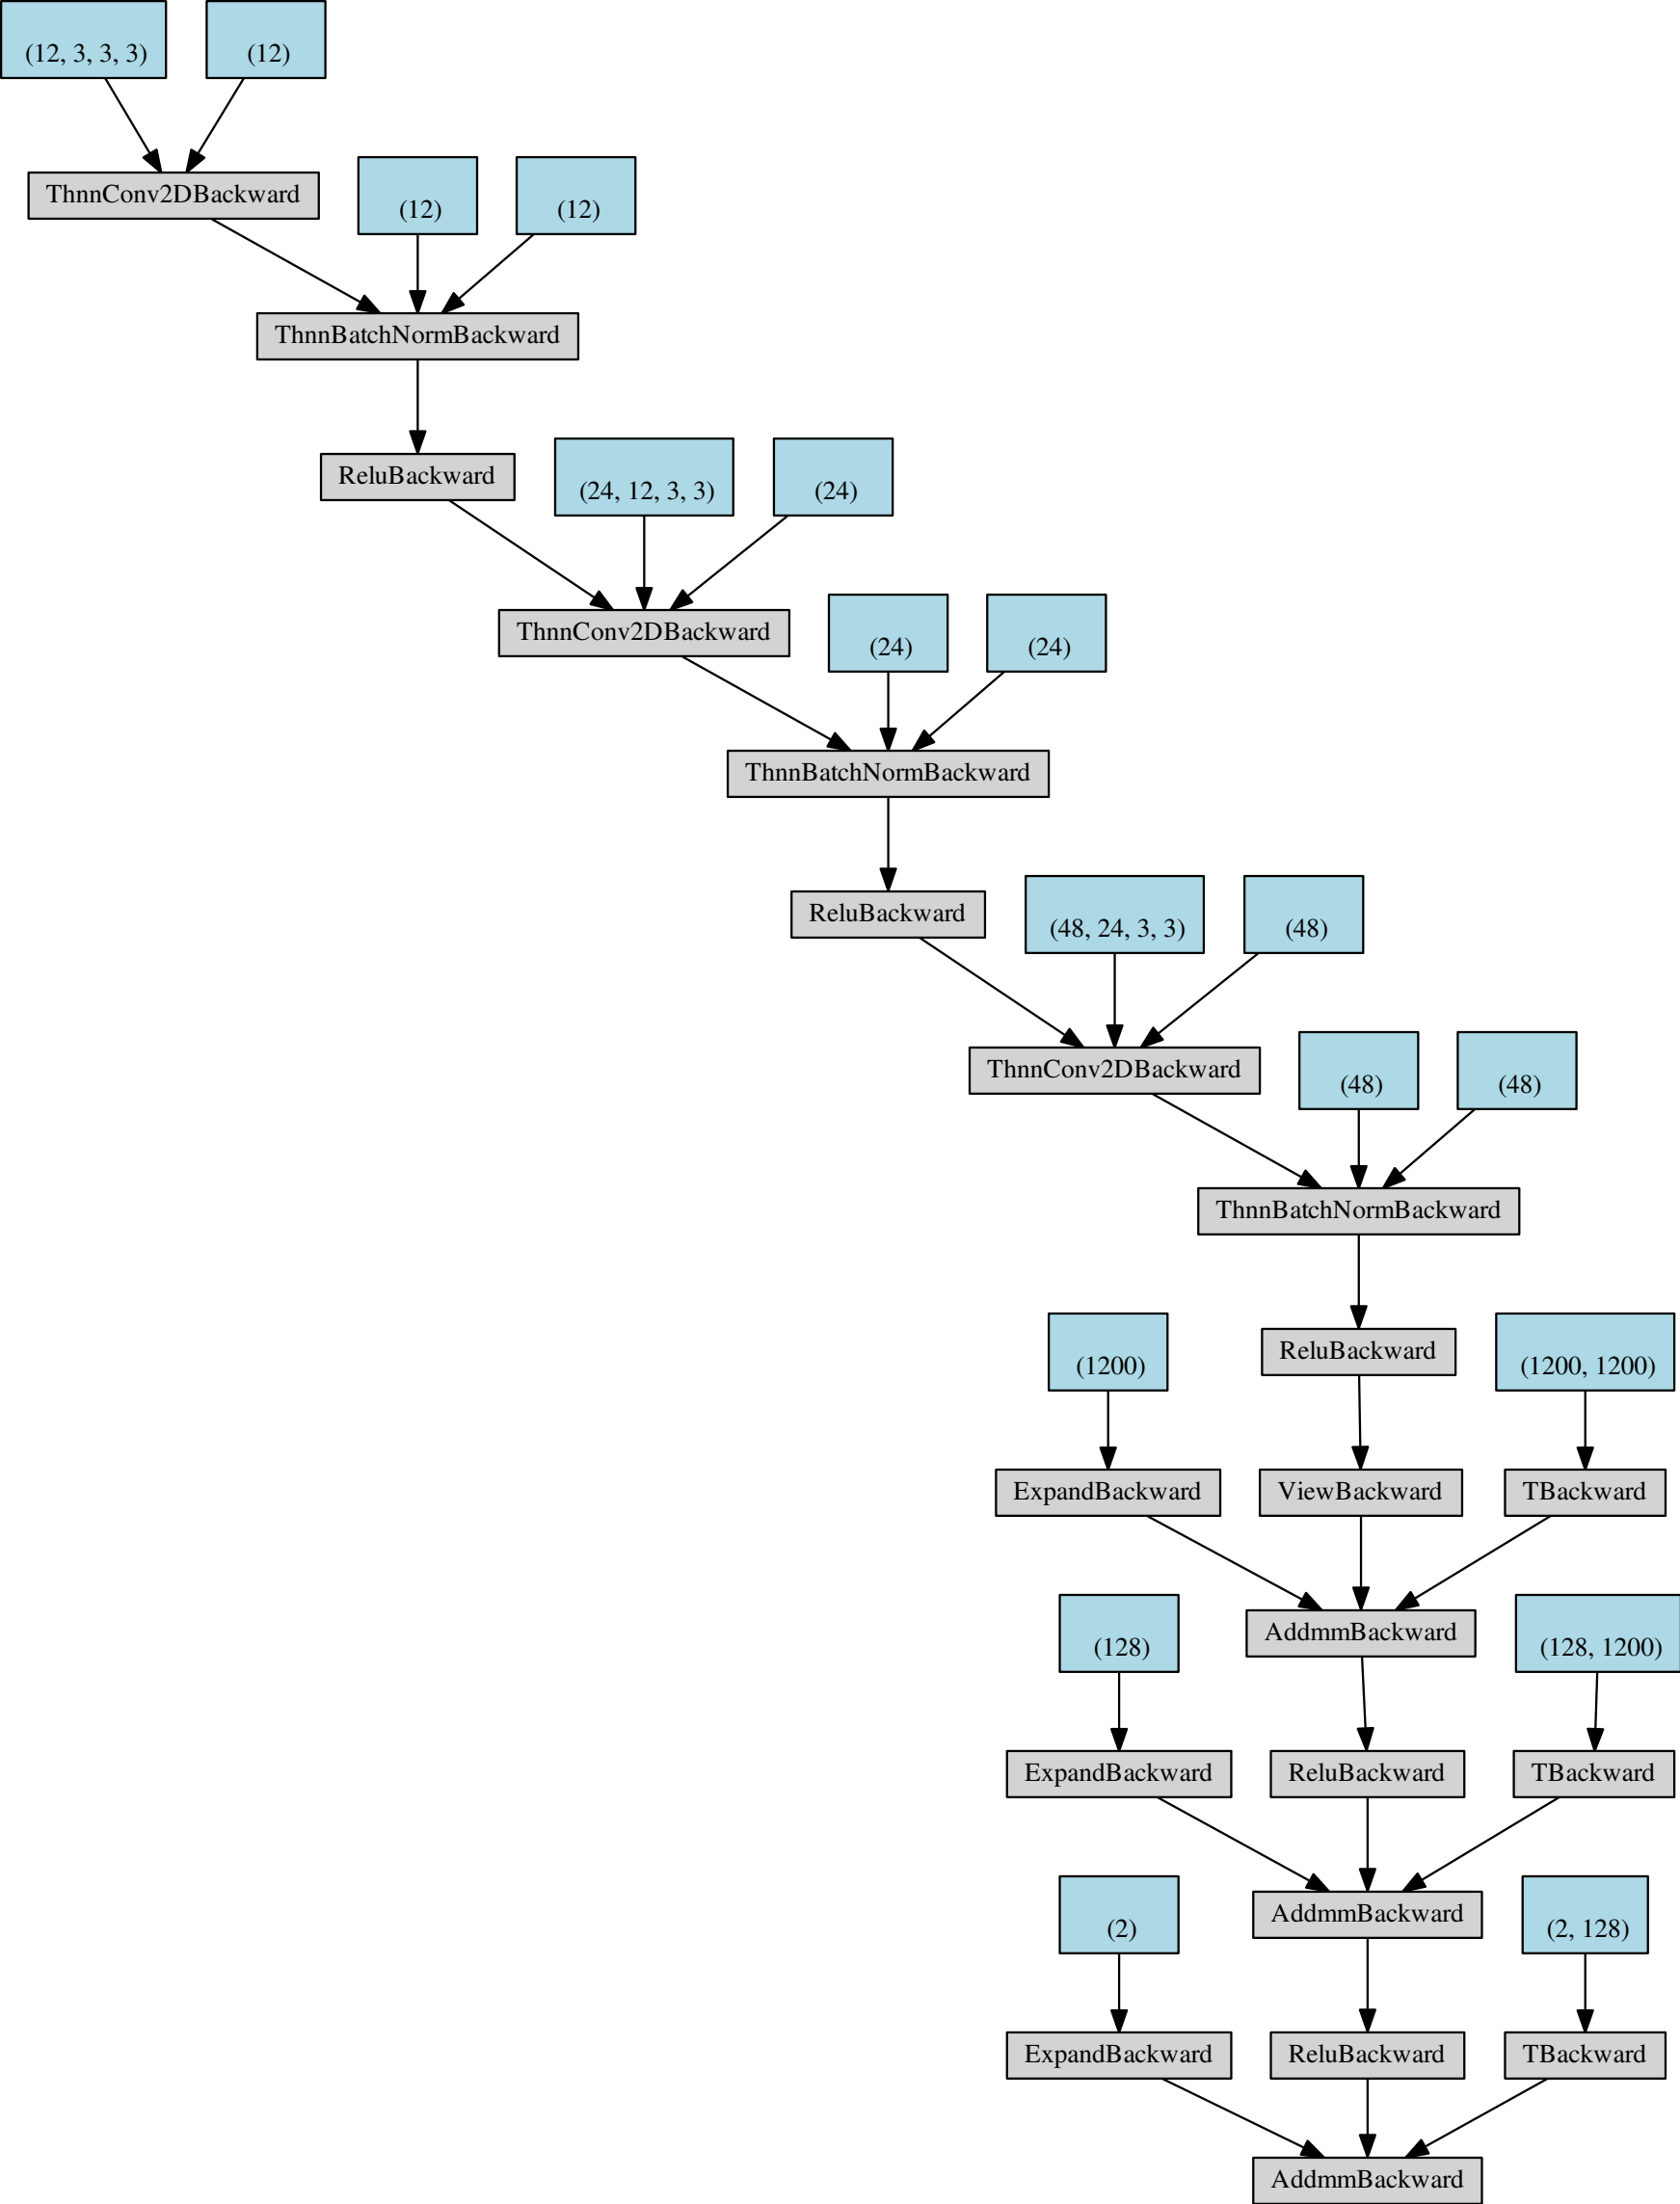 (12, 3, 3, 3)
(12)
ThnnConv2DBackward
(12)
(12)
ThnnBatchNormBackward
ReluBackward
(24, 12, 3, 3)
(24)
ThnnConv2DBackward
(24)
(24)
ThnnBatchNormBackward
ReluBackward
(48, 24, 3, 3)
(48)
ThnnConv2DBackward
(48)
(48)
ThnnBatchNormBackward
(1200)
ReluBackward
(1200, 1200)
ExpandBackward
ViewBackward
TBackward
(128)
AddmmBackward
(128, 1200)
ExpandBackward
ReluBackward
TBackward
(2)
AddmmBackward
(2, 128)
ExpandBackward
ReluBackward
TBackward
AddmmBackward